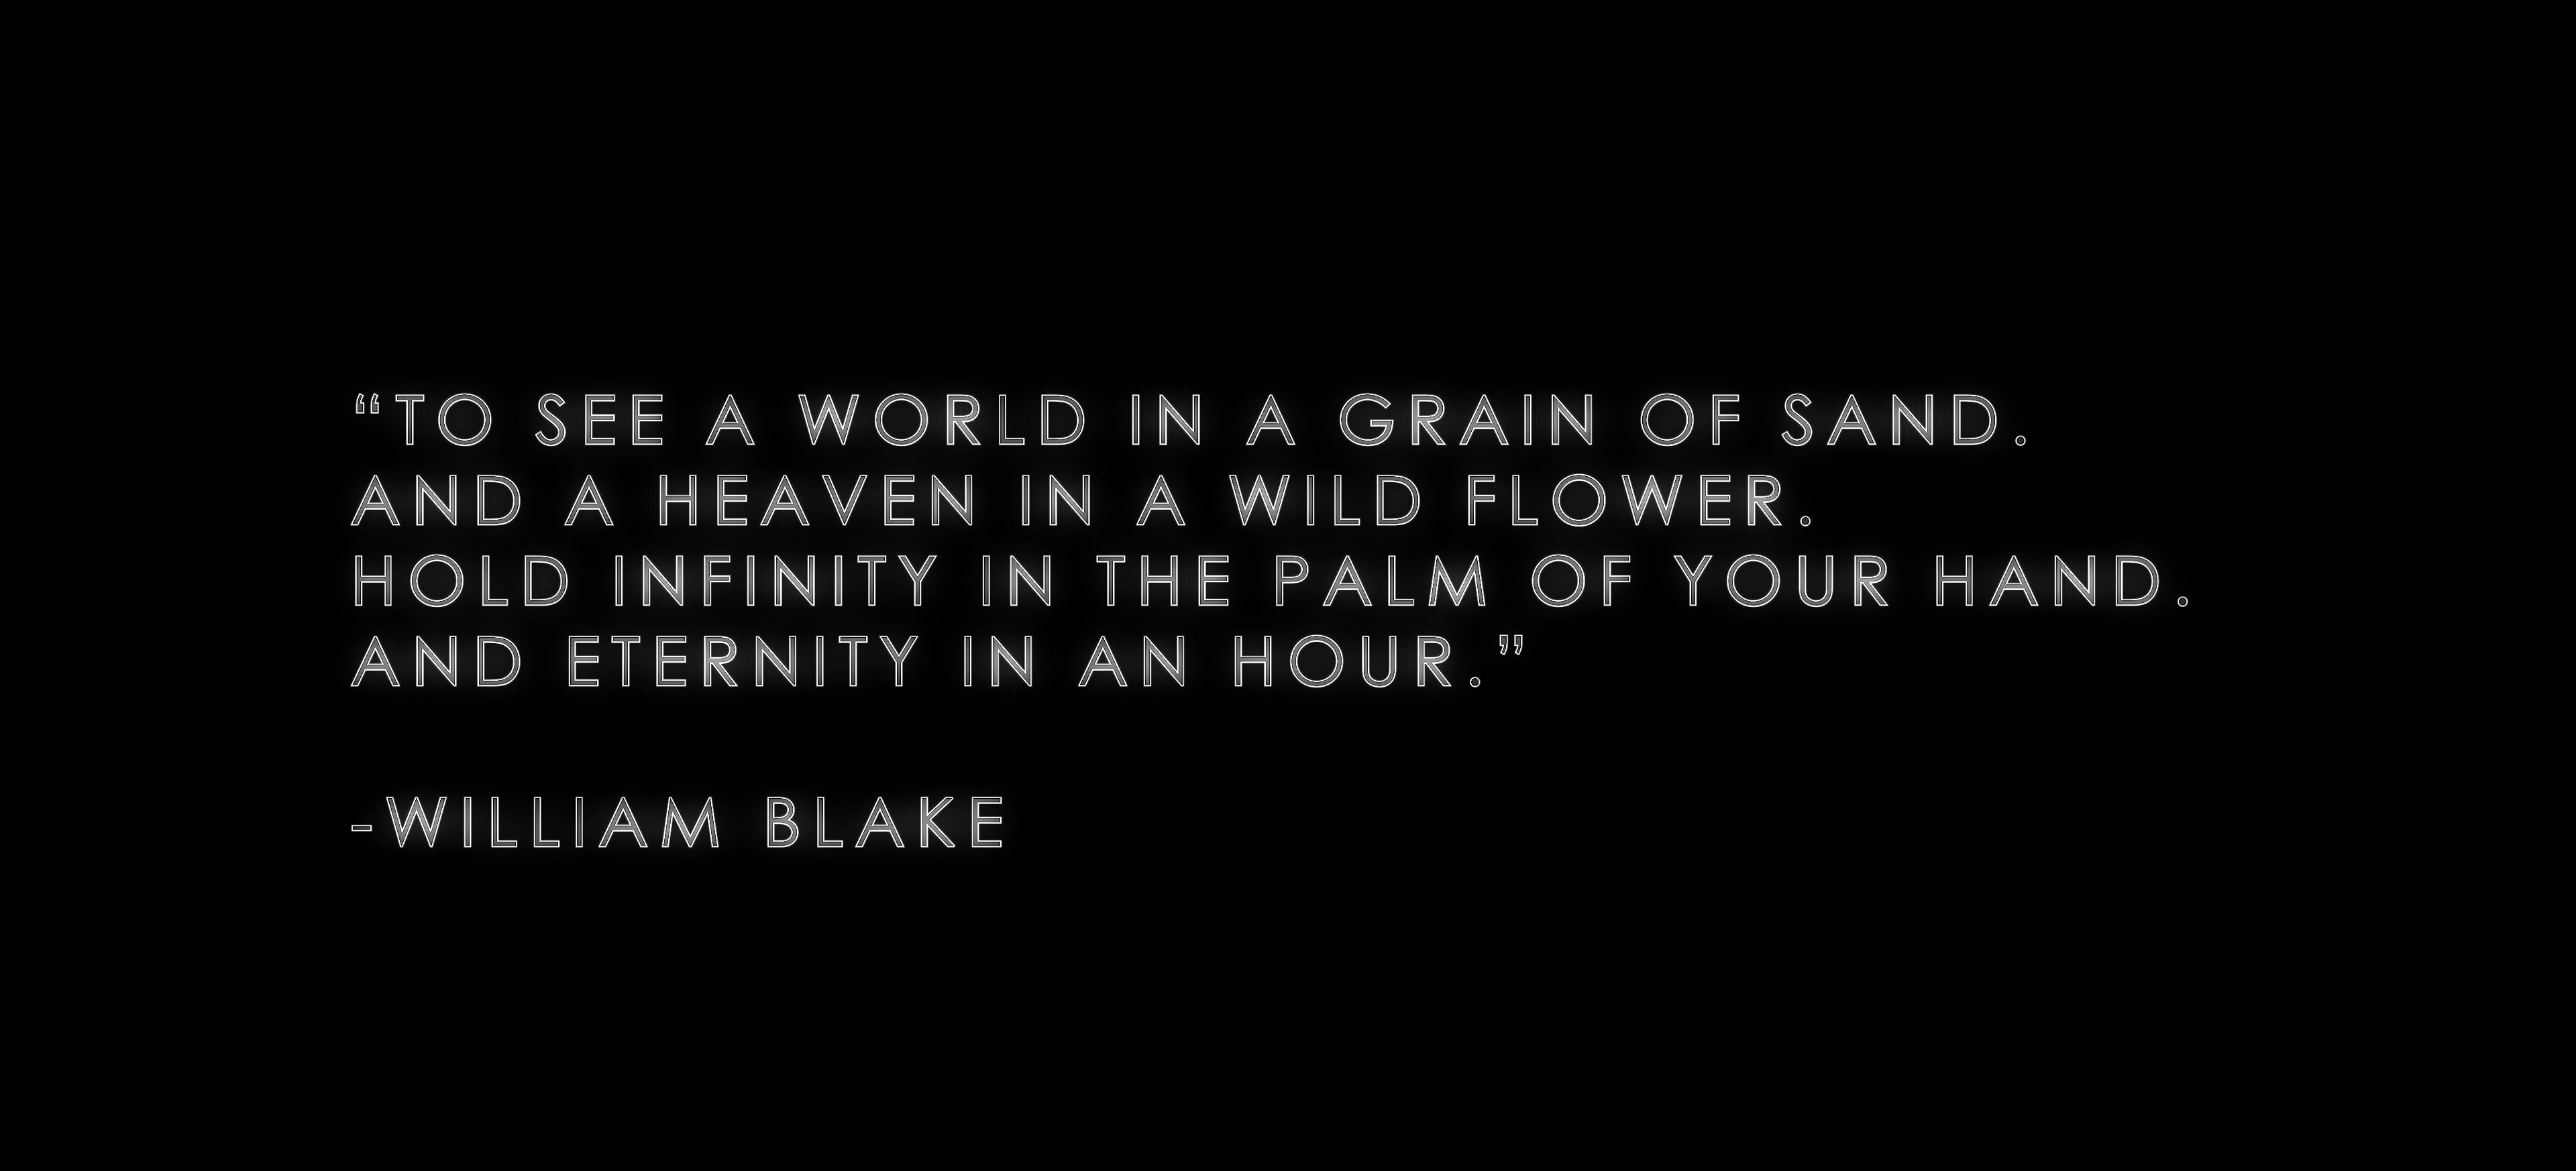 “TO SEE A WORLD IN A GRAIN OF SAND.
AND A HEAVEN IN A WILD FLOWER.
HOLD INFINITY IN THE PALM OF YOUR HAND.
AND ETERNITY IN AN HOUR.”
-WILLIAM BLAKE